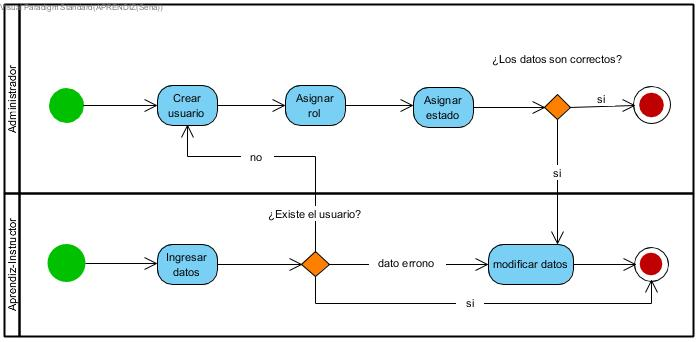 Visual Paradigm Standard(APRENDIZ(Sena))
¿Los datos son correctos?
Administrador
Crear
usuario
Asignar
rol
Asignar
estado
si
no
si
¿Existe el usuario?
Aprendiz-Instructor
Ingresar
datos
dato errono
modificar datos
si